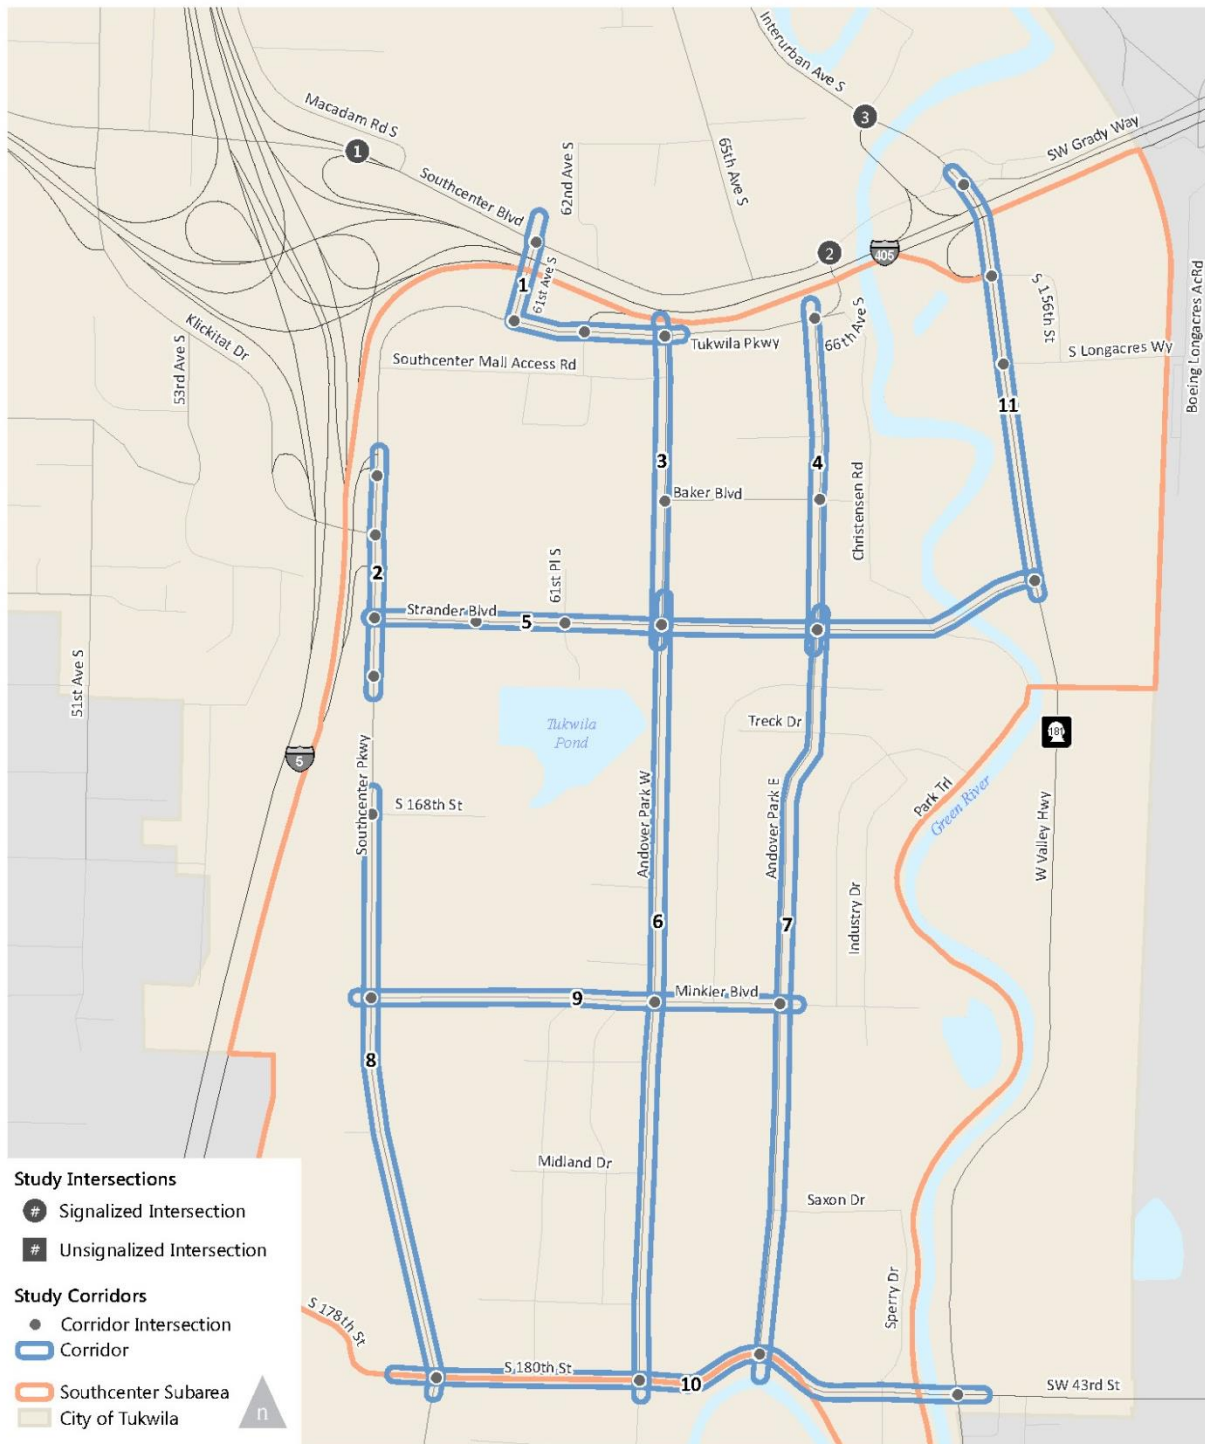 Interurban Ave S
3
Macadam Rd S
1
SW Grady Way
65th Ave S
62nd Ave S
Southcenter Blvd
2
405
1
61st Ave S
S 156th St
66th Ave S
Boeing Longacres AcRd
Klickitat Dr
Tukwila Pkwy
S Longacres Wy
53rd Ave S
Southcenter Mall Access Rd
11
3
4
Baker Blvd
Christensen Rd
2
61st Pl S
Strander Blvd
5
51st Ave S
Tukwila
Pond
Treck Dr
181
5
Southcenter Pkwy
S 168th St
Andover Park W
Andover Park E
Park Trl
Green River
W Valley Hwy
6
7
Industry Dr
Minkler Blvd
9
8
Midland Dr
Saxon Dr
Sperry Dr
S 178th St
S 180th St
10
SW 43rd St
Study Intersections
# Signalized Intersection
# Unsignalized Intersection
Study Corridors
Corridor Intersection
Corridor
Southcenter Subarea
City of Tukwila
n